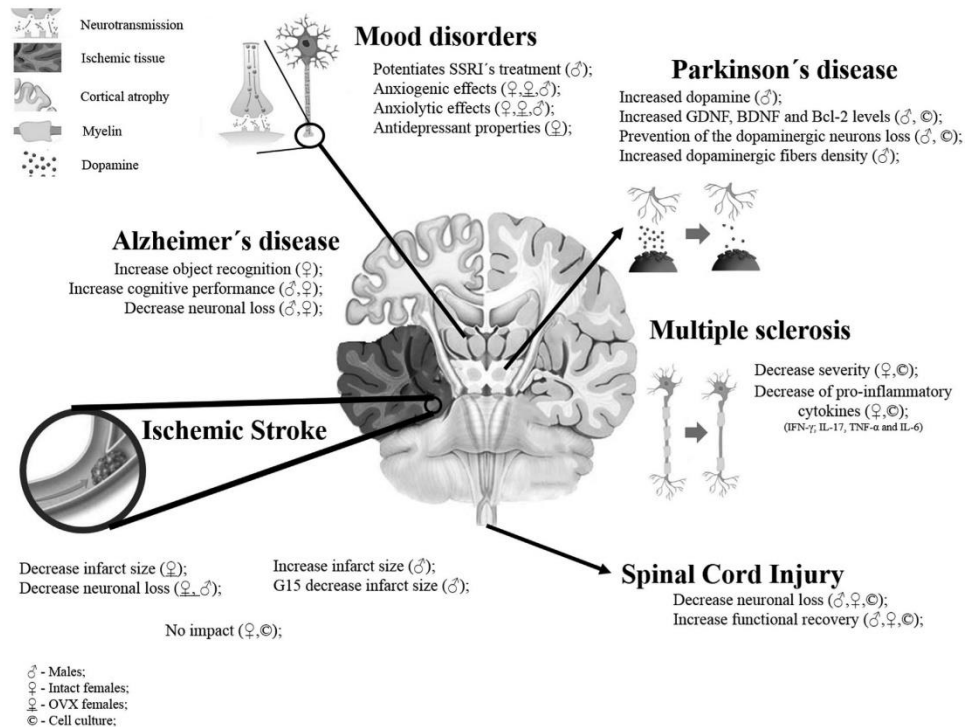 Neurotransmission
Ischemic tissue
Cortical atrophy
Myelin
Dopamine
Mood disorders
Potentiates SSRI´s treatment (♂);
Anxiogenic effects (♀,♀̲,♂);
Anxiolytic effects (♀,♀̲,♂);
Antidepressant properties (♀̲);
Parkinson´s disease
Increased dopamine (♂);
Increased GDNF, BDNF and Bcl-2 levels (♂, ©);
Prevention of the dopaminergic neurons loss (♂, ©);
Increased dopaminergic fibers density (♂);
Alzheimer´s disease
Increase object recognition (♀);
Increase cognitive performance (♂,♀);
Decrease neuronal loss (♂,♀);
Multiple sclerosis
Decrease severity (♀,©);
Decrease of pro-inflammatory
cytokines (♀,©);
(IFN-γ; IL-17, TNF-α and IL-6)
Ischemic Stroke
Decrease infarct size (♀̲);
Decrease neuronal loss (♀̲,♂);
Increase infarct size (♂);
G15 decrease infarct size (♂);
No impact (♀,©);
Spinal Cord Injury
Decrease neuronal loss (♂,♀,©);
Increase functional recovery (♂,♀,©);
♂ - Males;
♀ - Intact females;
♀̲ - OVX females;
© - Cell culture;